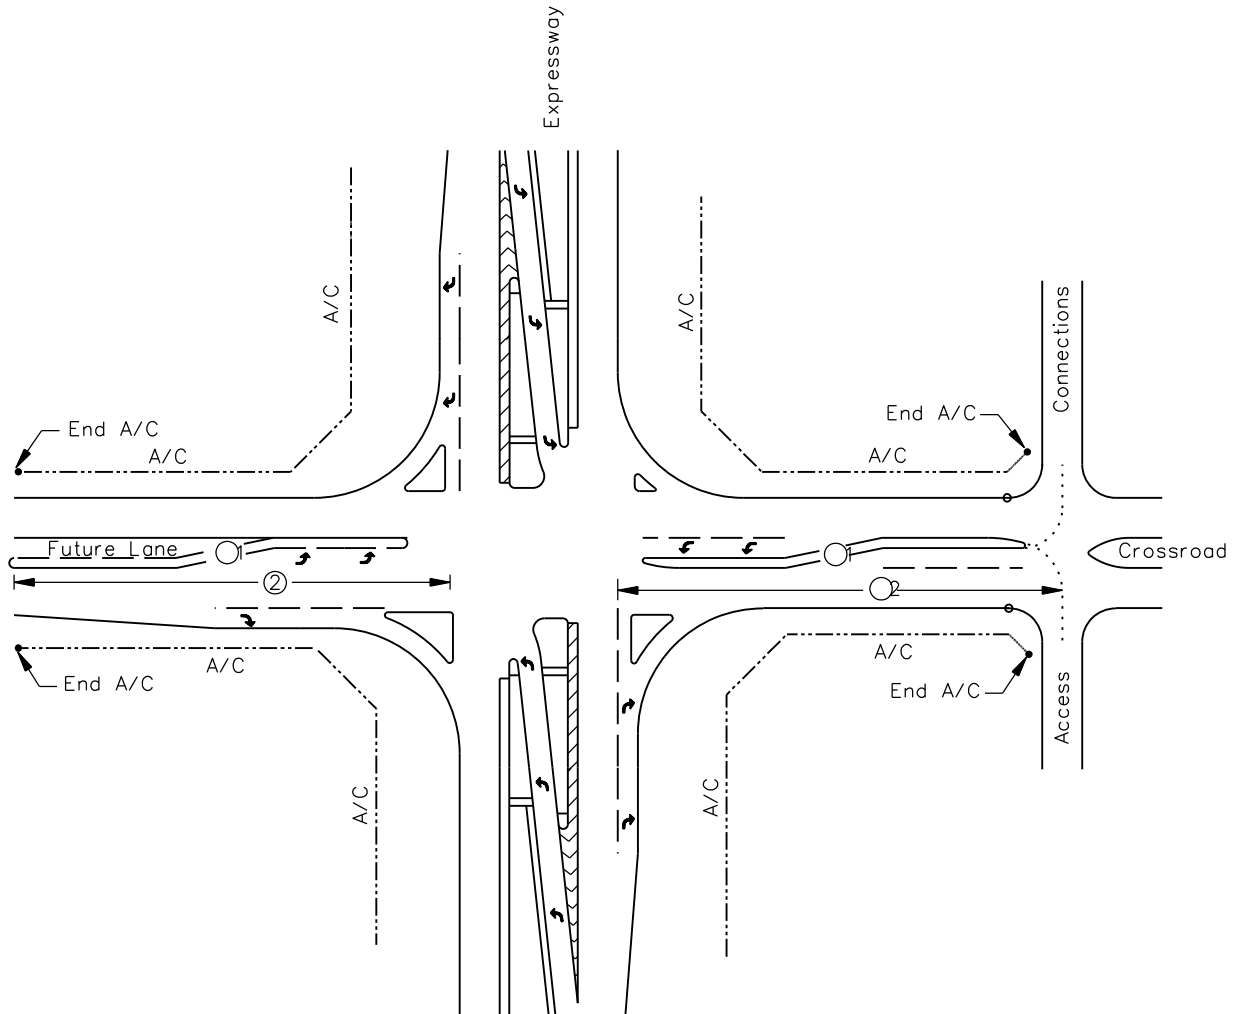 Expressway
A/C
A/C
Connections
End A/C
End A/C
A/C
A/C
Future Lane
1
1
Crossroad
2
2
A/C
A/C
End A/C
End A/C
Access
A/C
A/C